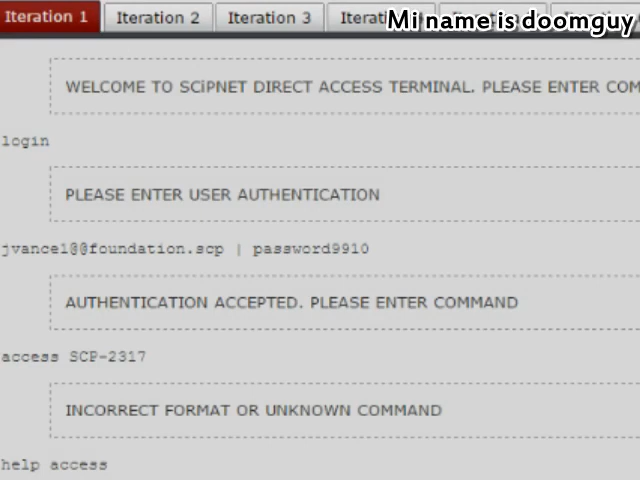 Iteration 1 Iteration 2 Iteration 3
Mi name is doomguy
WELCOME TO SCiPNET DIRECT ACCESS TERMINAL. PLEASE ENTER
login
PLEASE ENTER USER AUTHENTICATION
jvance1@@foundation.scp | password9910
AUTHENTICATION ACCEPTED. PLEASE ENTER COMMAND
access SCP-2317
INCORRECT FORMAT OR UNKNOWN COMMAND
help access